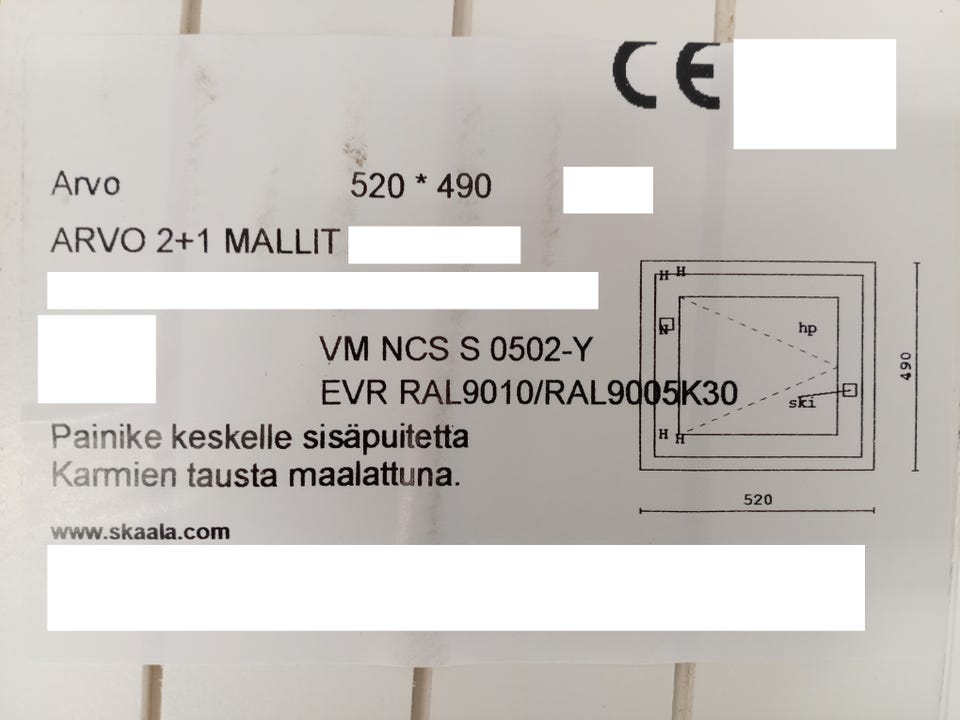 CE
Arvo 520 * 490
ARVO 2+1 MALLIT
VM NCS S 0502-Y
EVR RAL9010/RAL9005K30
Painike keskelle sisäpuitetta
Karmien tausta maalattuna.
www.skaala.com
H H
hp
490
ski
H H
520